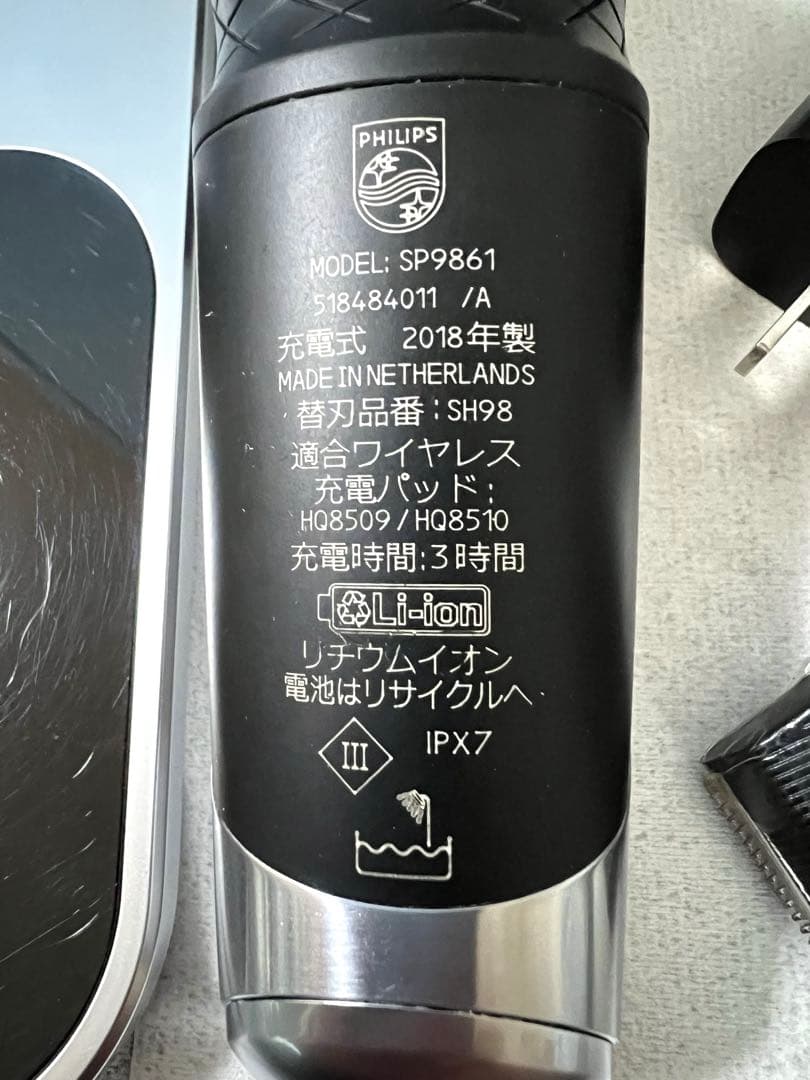 PHILIPS
MODEL: SP9861
518484011 /A
充電式 2018年製
MADE IN NETHERLANDS
替刃品番:SH98
適合ワイヤレス
充電パッド:
HQ8509/HQ8510
充電時間:3時間
Li-ion
リチウムイオン
電池はリサイクルへ
III
IPX7